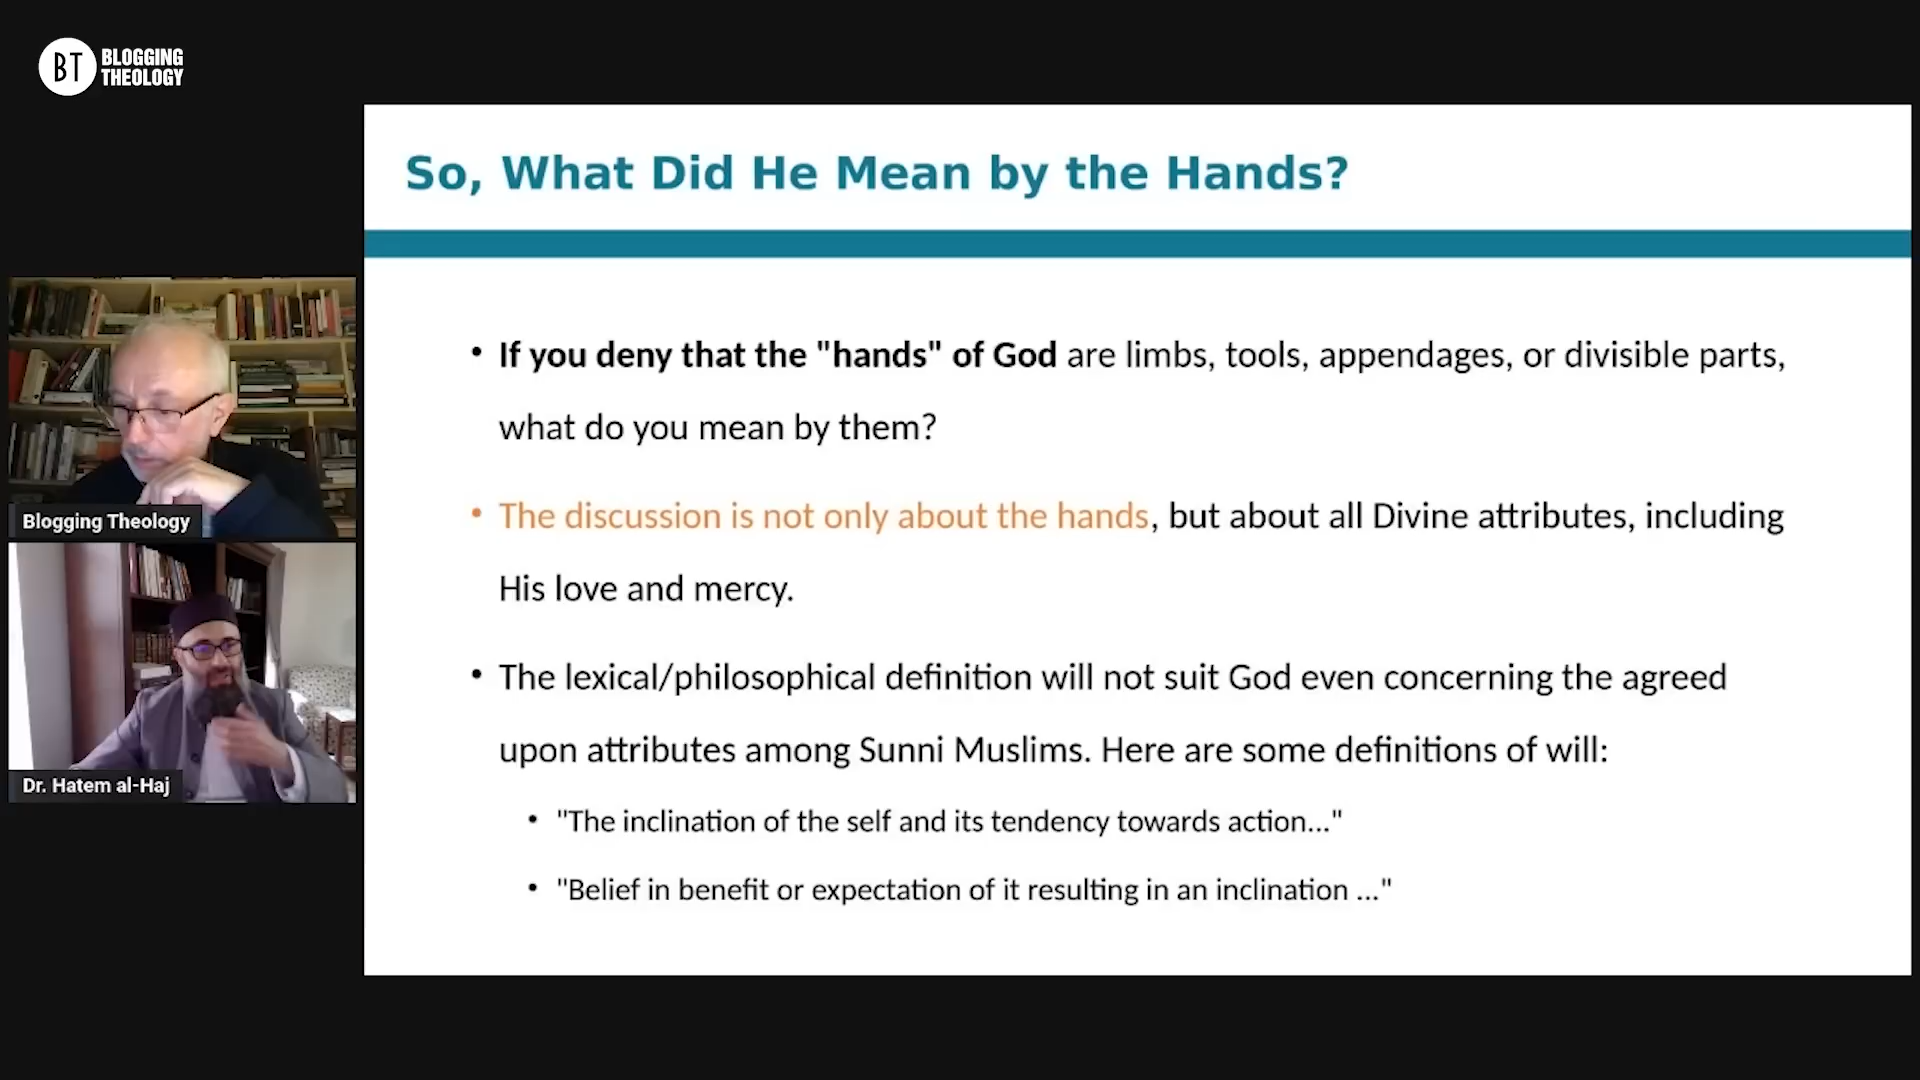 BT BLOGGING
THEOLOGY
So, What Did He Mean by the Hands?
• If you deny that the "hands" of God are limbs, tools, appendages, or divisible parts,
what do you mean by them?
• The discussion is not only about the hands, but about all Divine attributes, including
His love and mercy.
• The lexical/philosophical definition will not suit God even concerning the agreed
upon attributes among Sunni Muslims. Here are some definitions of will:
• "The inclination of the self and its tendency towards action..."
• "Belief in benefit or expectation of it resulting in an inclination ..."
Blogging Theology
Dr. Hatem al-Haj